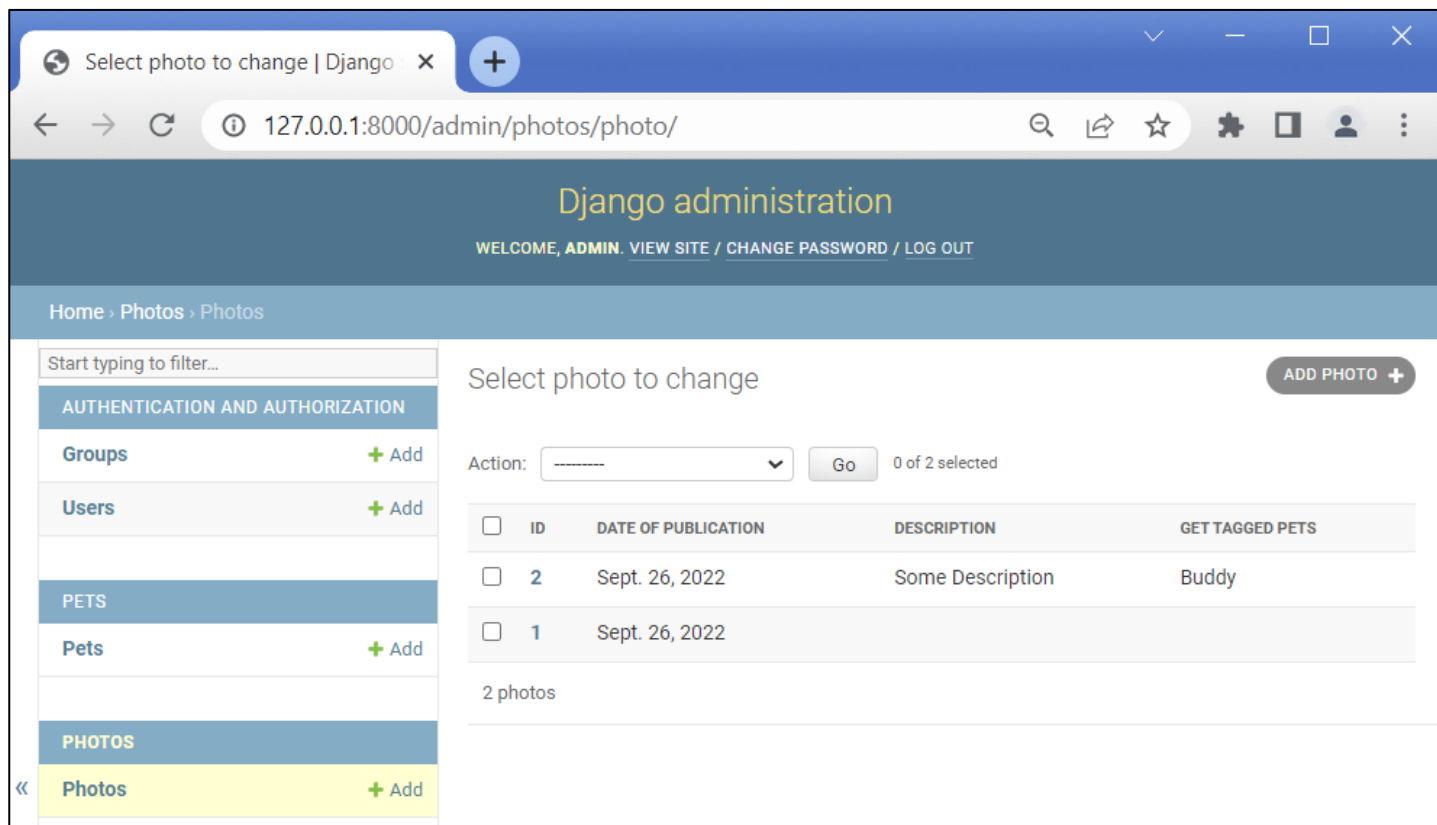 Select photo to change | Django
127.0.0.1:8000/admin/photos/photo/
Django administration
WELCOME, ADMIN. VIEW SITE / CHANGE PASSWORD / LOG OUT
Home › Photos › Photos
Start typing to filter...
AUTHENTICATION AND AUTHORIZATION
Groups + Add
Users + Add
PETS
Pets + Add
PHOTOS
« Photos + Add
Select photo to change
ADD PHOTO +
Action: --------- Go 0 of 2 selected
ID DATE OF PUBLICATION DESCRIPTION GET TAGGED PETS
2 Sept. 26, 2022 Some Description Buddy
1 Sept. 26, 2022
2 photos